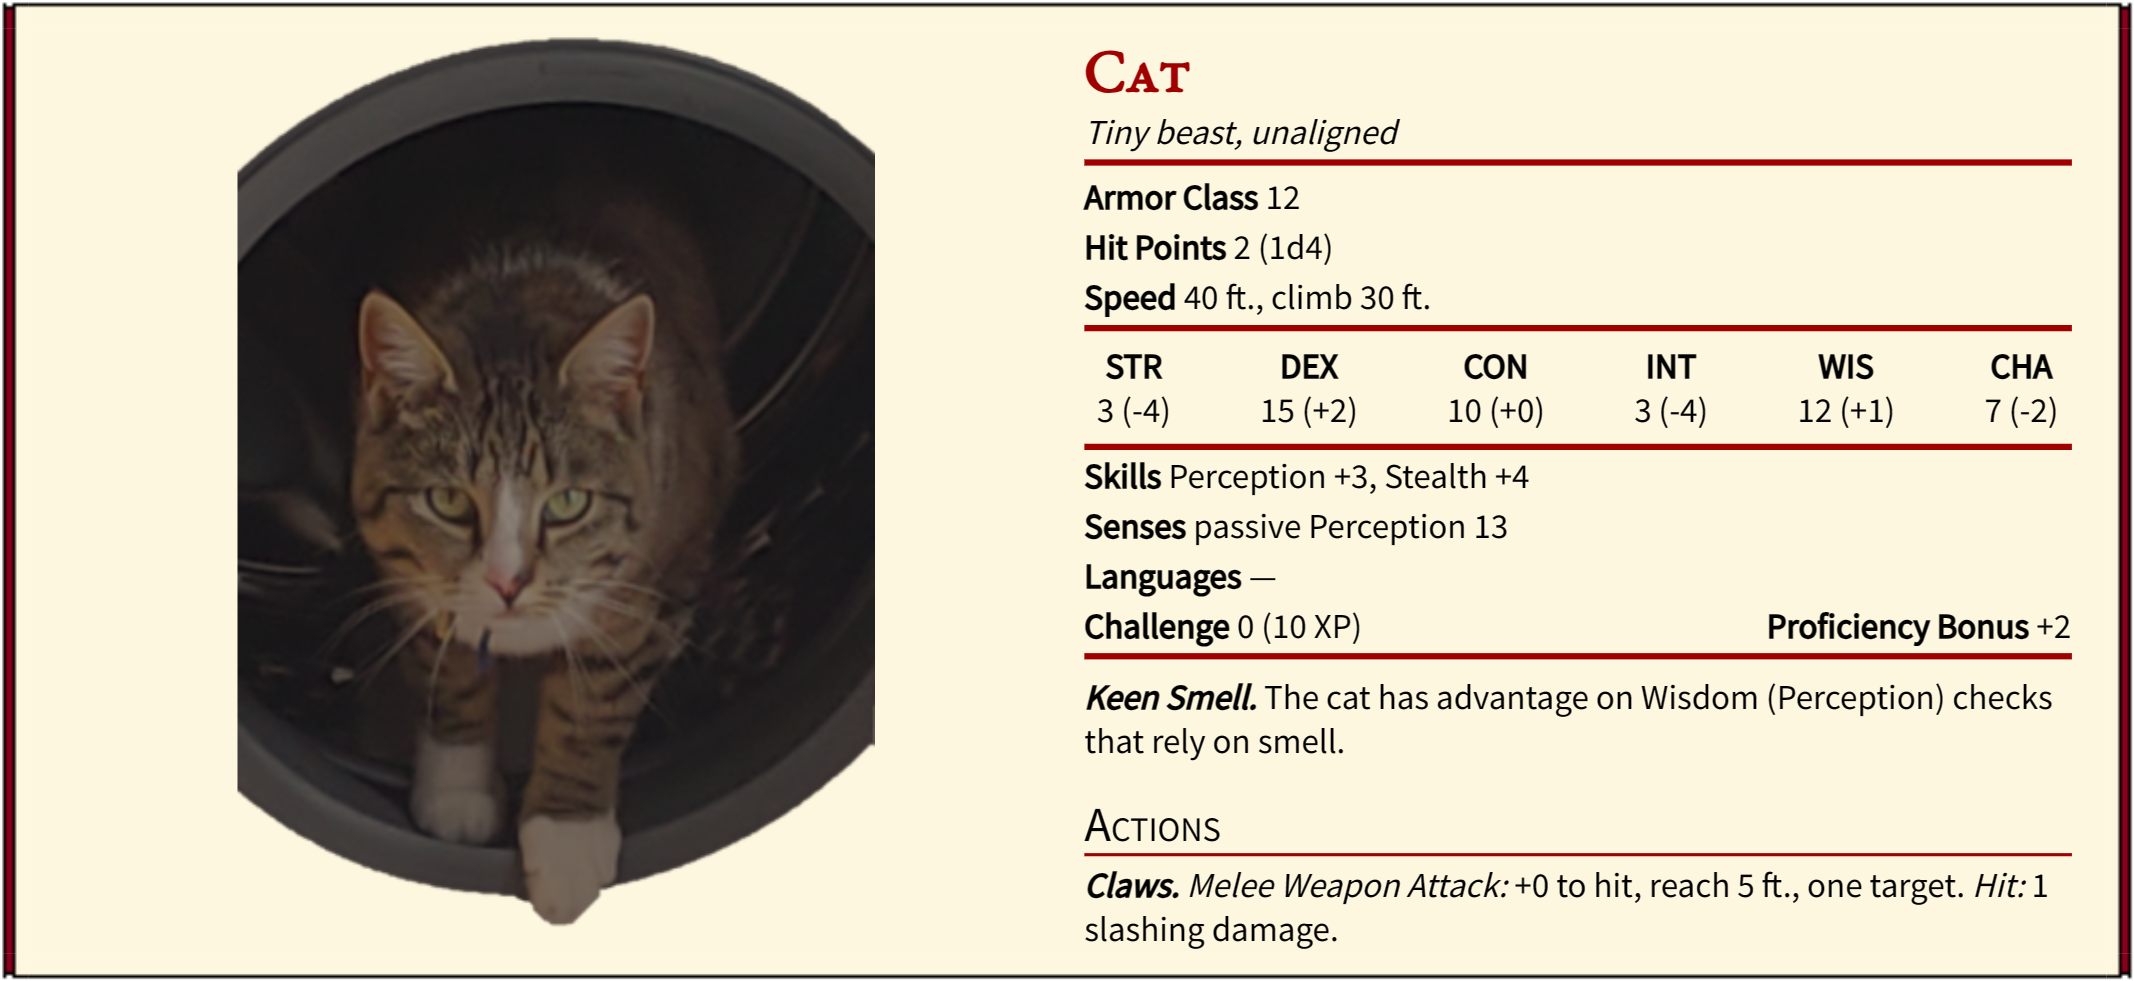 Cat
Tiny beast, unaligned
Armor Class 12
Hit Points 2 (1d4)
Speed 40 ft., climb 30 ft.
STR DEX CON INT WIS CHA
3 (-4) 15 (+2) 10 (+0) 3 (-4) 12 (+1) 7 (-2)
Skills Perception +3, Stealth +4
Senses passive Perception 13
Languages —
Challenge 0 (10 XP) Proficiency Bonus +2
Keen Smell. The cat has advantage on Wisdom (Perception) checks
that rely on smell.
Actions
Claws. Melee Weapon Attack: +0 to hit, reach 5 ft., one target. Hit: 1
slashing damage.